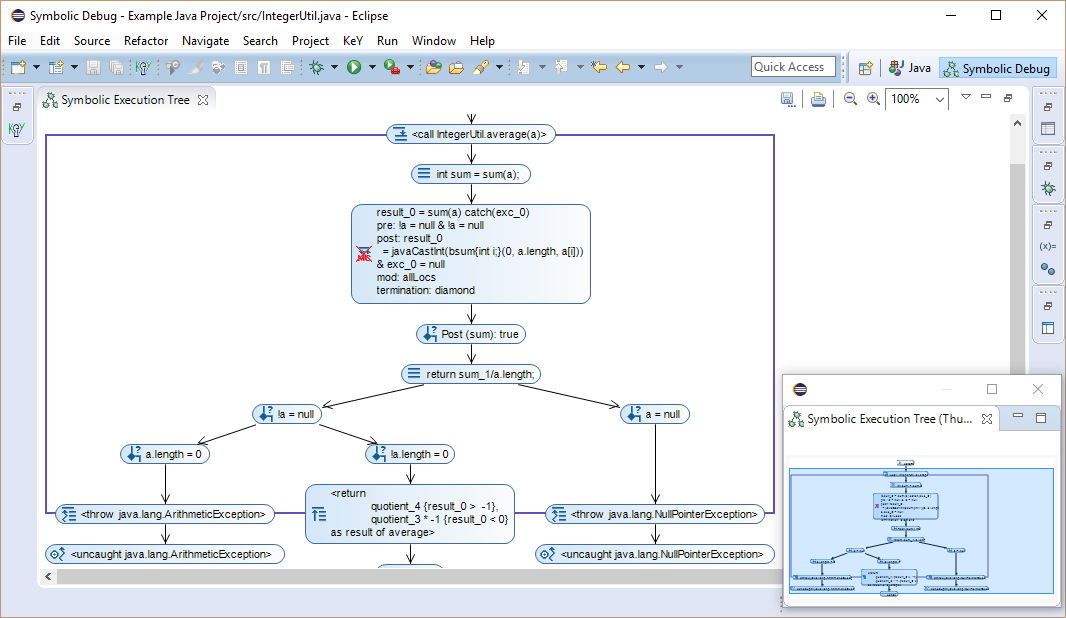 Symbolic Debug - Example Java Project/src/IntegerUtil.java - Eclipse
File Edit Source Refactor Navigate Search Project KeY Run Window Help
Quick Access
Java
Symbolic Debug
Symbolic Execution Tree
100%
<call IntegerUtil.average(a)>
int sum = sum(a);
result_0 = sum(a) catch(exc_0)
pre: !a = null & !a = null
post: result_0
= javaCastInt(bsum{int i;}(0, a.length, a[i]))
& exc_0 = null
mod: allLocs
termination: diamond
Post (sum): true
return sum_1/a.length;
!a = null
a = null
a.length = 0
!a.length = 0
<throw java.lang.ArithmeticException>
<return
quotient_4 {result_0 > -1},
quotient_3 * -1 {result_0 < 0}
as result of average>
<throw java.lang.NullPointerException>
<uncaught java.lang.ArithmeticException>
<uncaught java.lang.NullPointerException>
Symbolic Execution Tree (Thu...
(x)=